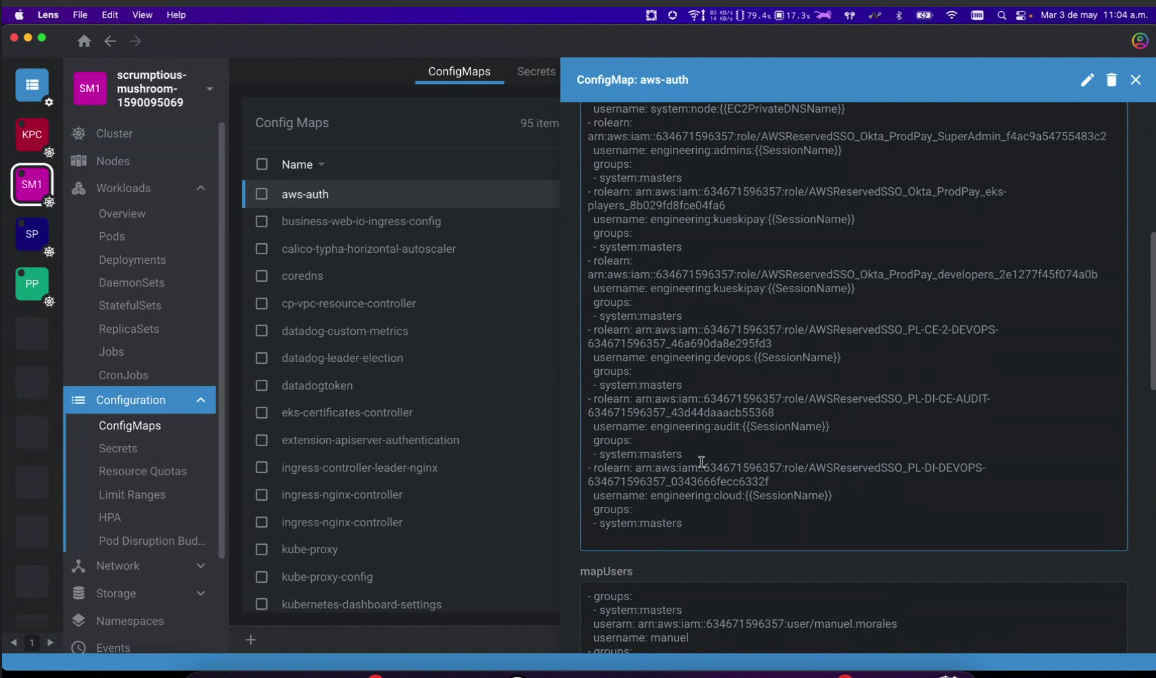 Lens File Edit View Help
80 KB/s
14 KB/s 79.4% 17.3%
Mar 3 de may 11:04 a.m.
SM1
scrumptious-
mushroom-
1590095069
KPC
SM1
SP
PP
Cluster
Nodes
Workloads
Overview
Pods
Deployments
DaemonSets
StatefulSets
ReplicaSets
Jobs
CronJobs
Configuration
ConfigMaps
Secrets
Resource Quotas
Limit Ranges
HPA
Pod Disruption Bud...
Network
Storage
Namespaces
Events
1
ConfigMaps Secrets
Config Maps 95 item
Name
aws-auth
business-web-io-ingress-config
calico-typha-horizontal-autoscaler
coredns
cp-vpc-resource-controller
datadog-custom-metrics
datadog-leader-election
datadogtoken
eks-certificates-controller
extension-apiserver-authentication
ingress-controller-leader-nginx
ingress-nginx-controller
ingress-nginx-controller
kube-proxy
kube-proxy-config
kubernetes-dashboard-settings
+
ConfigMap: aws-auth
username: system:node:{{EC2PrivateDNSName}}
- rolearn:
arn:aws:iam::634671596357:role/AWSReservedSSO_Okta_ProdPay_SuperAdmin_f4ac9a54755483c2
username: engineering:admins:{{SessionName}}
groups:
- system:masters
- rolearn: arn:aws:iam::634671596357:role/AWSReservedSSO_Okta_ProdPay_eks-
players_8b029fd8fce04fa6
username: engineering:kueskipay:{{SessionName}}
groups:
- system:masters
- rolearn:
arn:aws:iam::634671596357:role/AWSReservedSSO_Okta_ProdPay_developers_2e1277f45f074a0b
username: engineering:kueskipay:{{SessionName}}
groups:
- system:masters
- rolearn: arn:aws:iam::634671596357:role/AWSReservedSSO_PL-CE-2-DEVOPS-
634671596357_46a690da8e295fd3
username: engineering:devops:{{SessionName}}
groups:
- system:masters
- rolearn: arn:aws:iam::634671596357:role/AWSReservedSSO_PL-DI-CE-AUDIT-
634671596357_43d44daaacb55368
username: engineering:audit:{{SessionName}}
groups:
- system:masters
- rolearn: arn:aws:iam::634671596357:role/AWSReservedSSO_PL-DI-DEVOPS-
634671596357_0343666fecc6332f
username: engineering:cloud:{{SessionName}}
groups:
- system:masters
mapUsers
- groups:
- system:masters
userarn: arn:aws:iam::634671596357:user/manuel.morales
username: manuel
- groups: